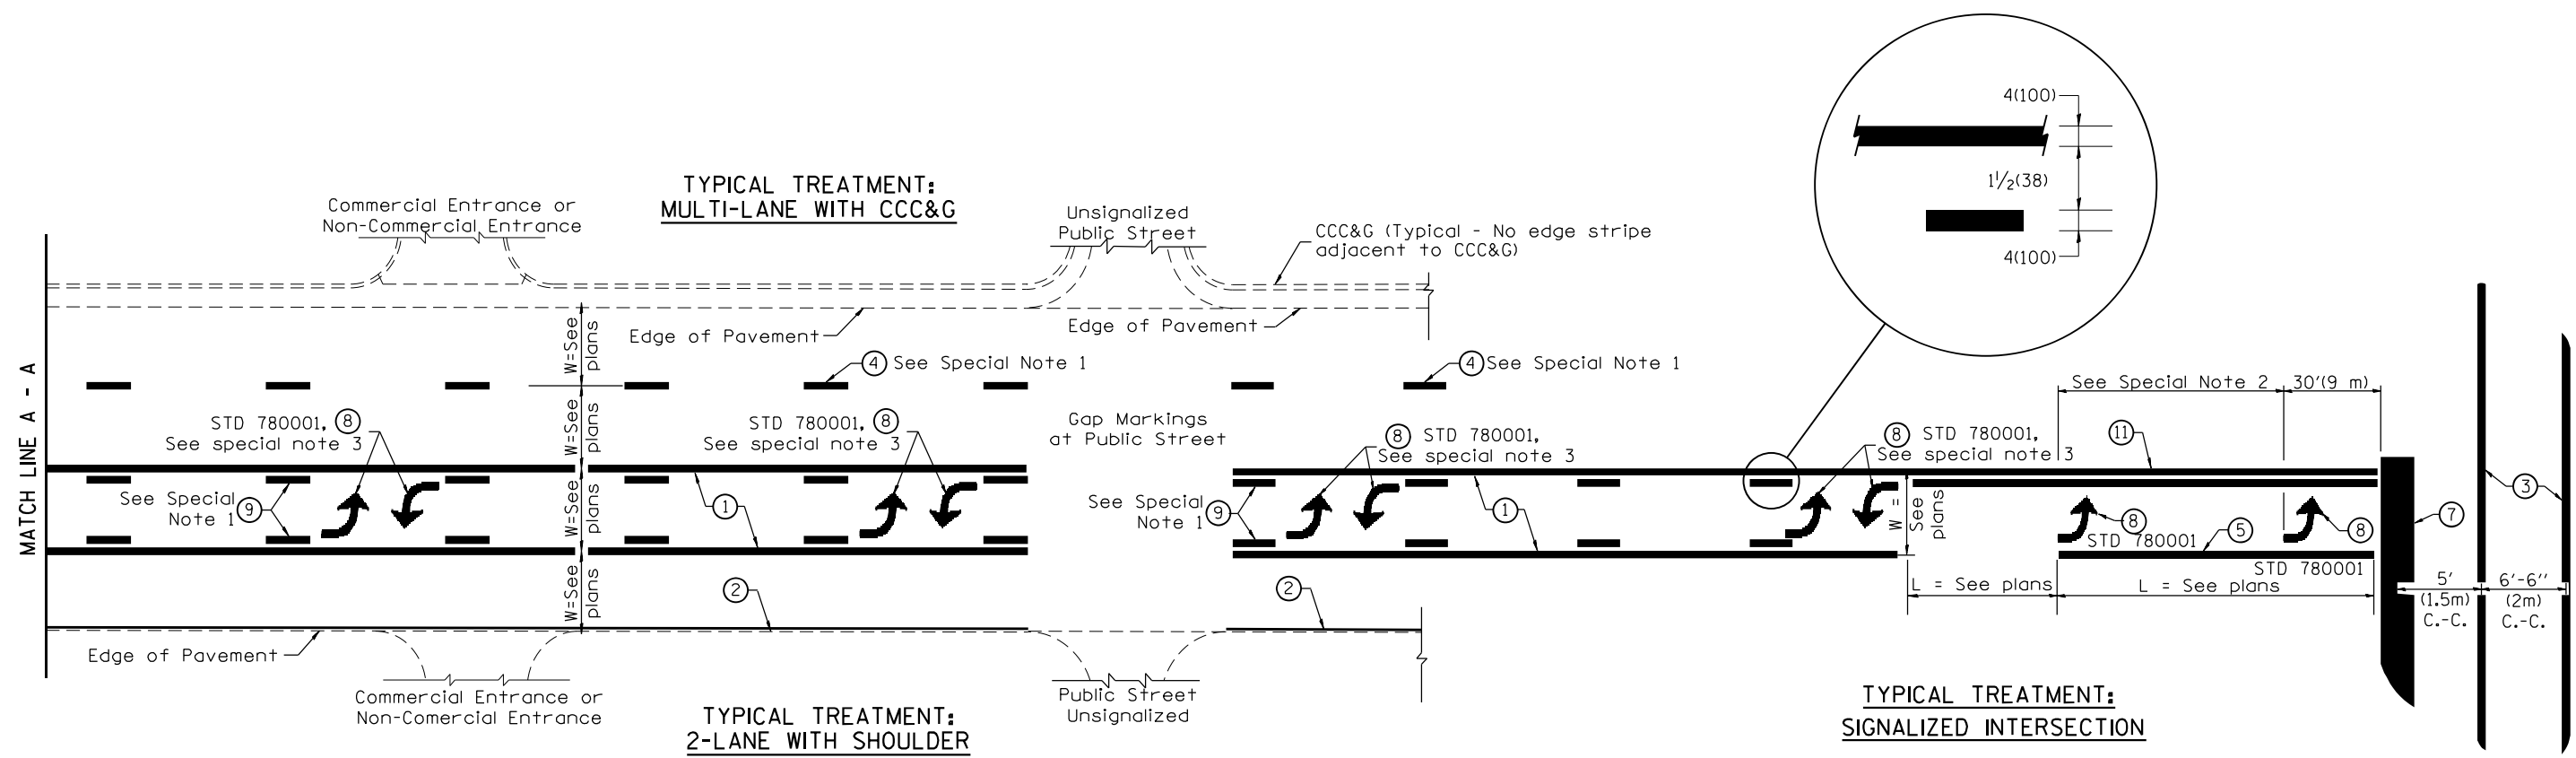 4(100)
1½(38)
4(100)
TYPICAL TREATMENT:
MULTI-LANE WITH CCC&G
Commercial Entrance or
Non-Commercial Entrance
Unsignalized
Public Street
CCC&G (Typical - No edge stripe
adjacent to CCC&G)
Edge of Pavement
Edge of Pavement
W=See
plans
4 See Special Note 1
4 See Special Note 1
MATCH LINE A - A
W=See
plans
STD 780001, 8
See special note 3
STD 780001, 8
See special note 3
Gap Markings
at Public Street
8 STD 780001,
See special note 3
8 STD 780001,
See special note 3
See Special Note 2
30'(9 m)
11
See Special
Note 1 9
1
W=See
plans
See Special
Note 1 9
1
W =
See
plans
8
STD 780001
5
8
STD 780001
7
3
L = See plans
L = See plans
5'
(1.5m)
C.-C.
6'-6''
(2m)
C.-C.
W=See
plans
2
2
Edge of Pavement
Commercial Entrance or
Non-Comercial Entrance
Public Street
Unsignalized
TYPICAL TREATMENT:
2-LANE WITH SHOULDER
TYPICAL TREATMENT:
SIGNALIZED INTERSECTION